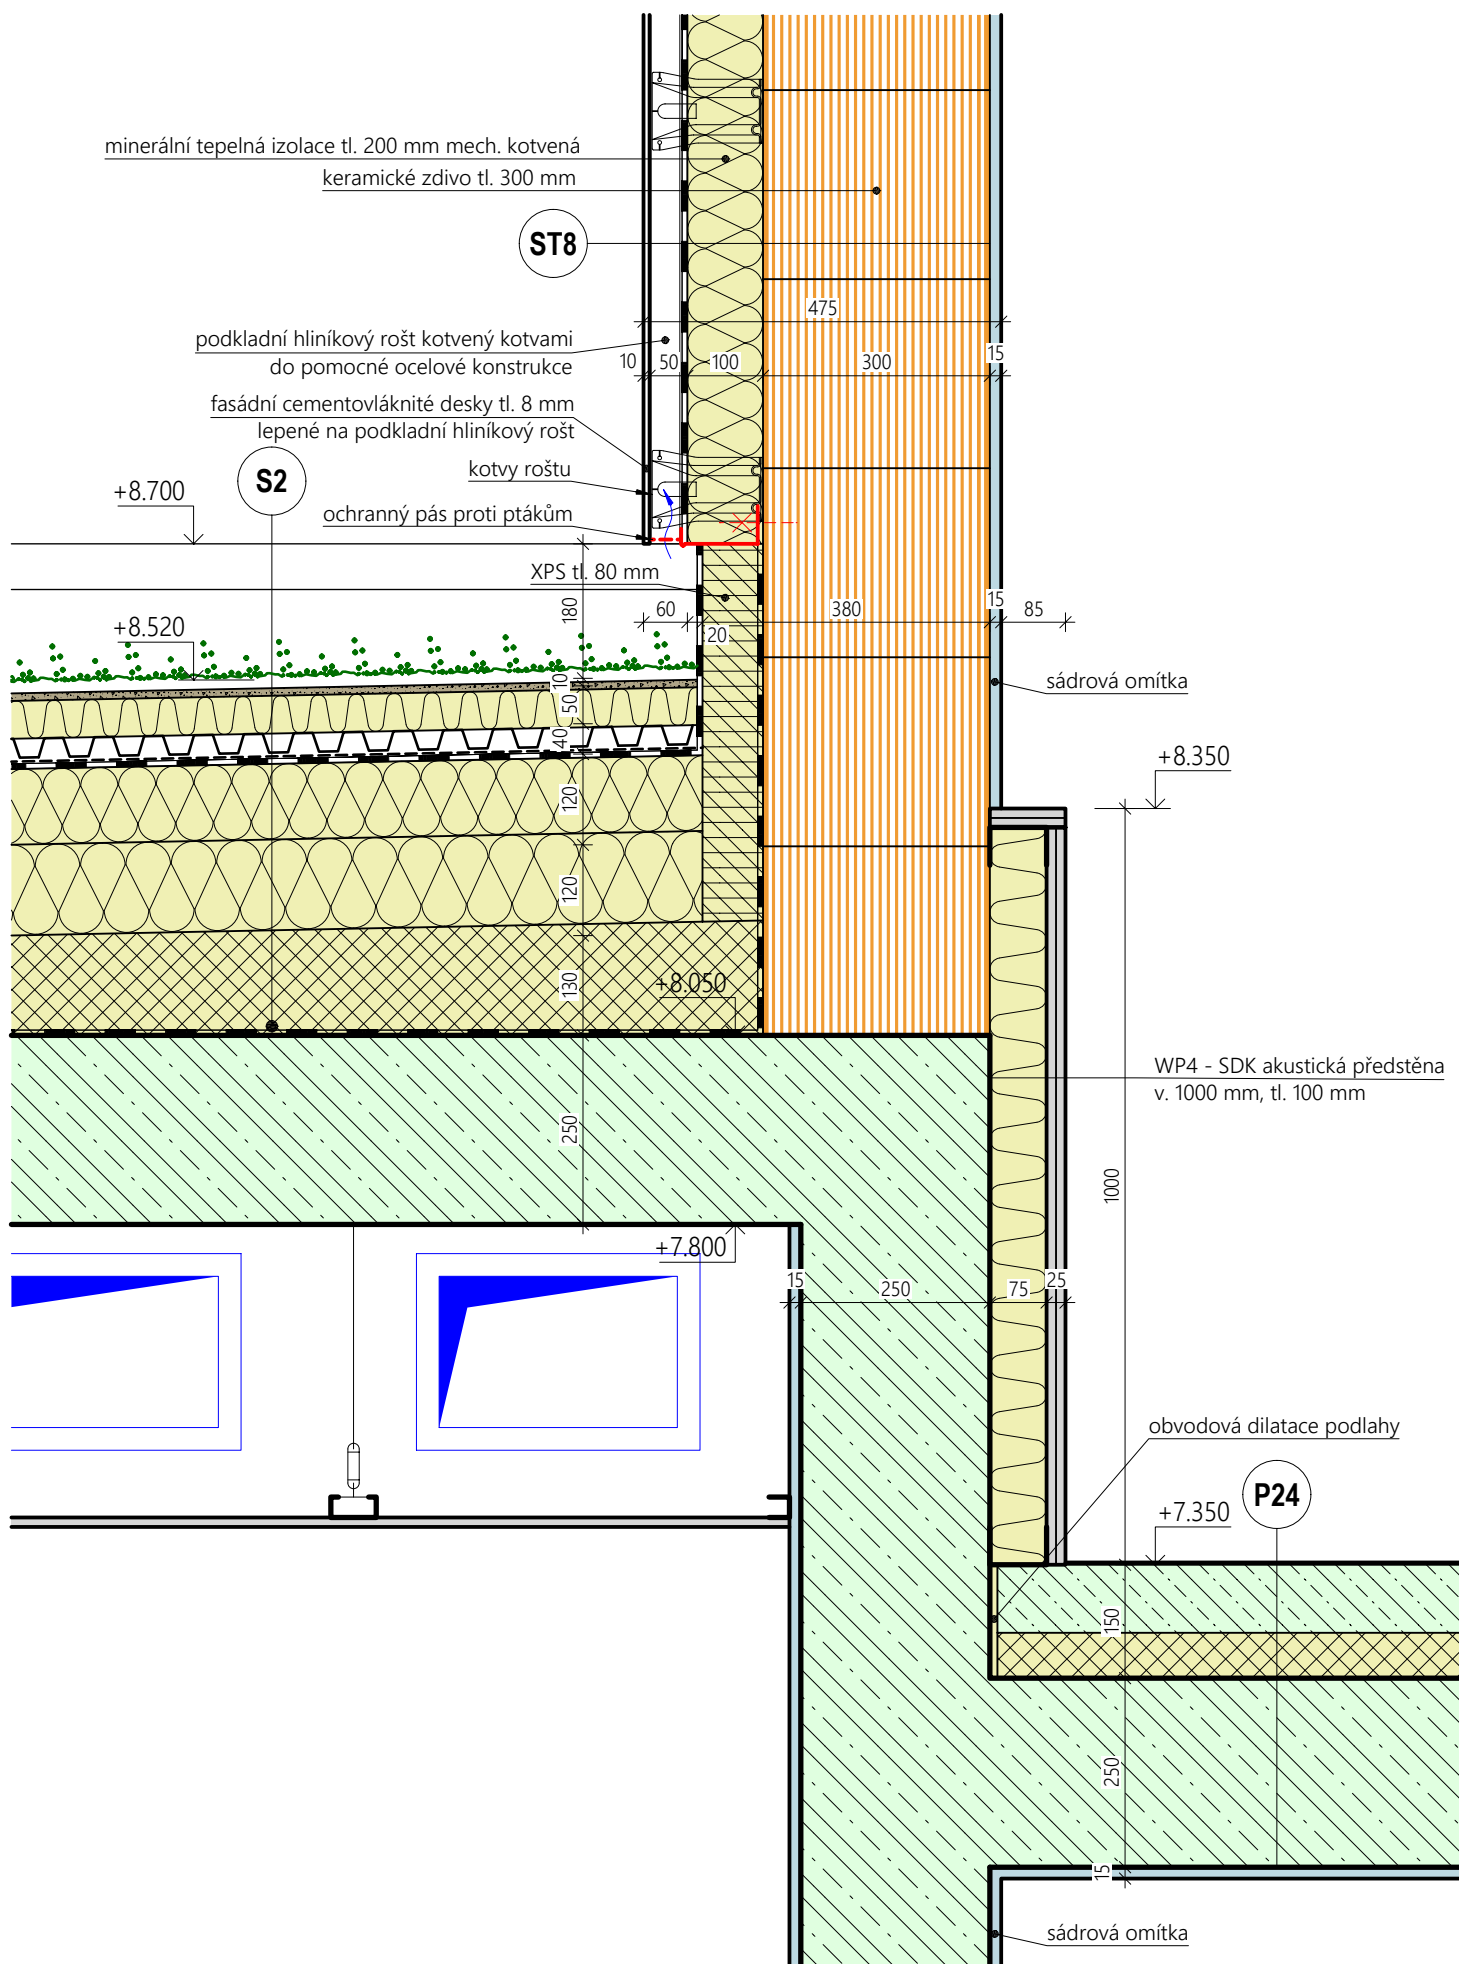 minerální tepelná izolace tl. 200 mm mech. kotvená
keramické zdivo tl. 300 mm
ST8
475
podkladní hliníkový rošt kotvený kotvami
do pomocné ocelové konstrukce
10 50 100 300 15
fasádní cementovláknité desky tl. 8 mm
lepené na podkladní hliníkový rošt
kotvy roštu
S2
+8.700
ochranný pás proti ptákům
XPS tl. 80 mm
180
60 20 380 15 85
+8.520
sádrová omítka
10
50
40
+8.350
120
120
130
+8.050
WP4 - SDK akustická předstěna
v. 1000 mm, tl. 100 mm
250
1000
+7.800
15 250 75 25
obvodová dilatace podlahy
P24
+7.350
150
250
15
sádrová omítka